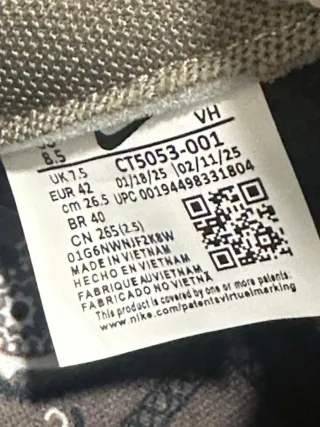 VH
8.5
CT5053-001
UK 7.5 01/18/25 02/11/25
EUR 42 UPC 00194498331804
cm 26.5
BR 40
CN 265(2.5)
01G6NWNJF2K8W
MADE IN VIETNAM
HECHO EN VIETNAM
FABRIQUE AU VIETNAM
FABRICADO NO VIETNX
This product is covered by one or more patents:
www.nike.com/patentsvirtualmarking